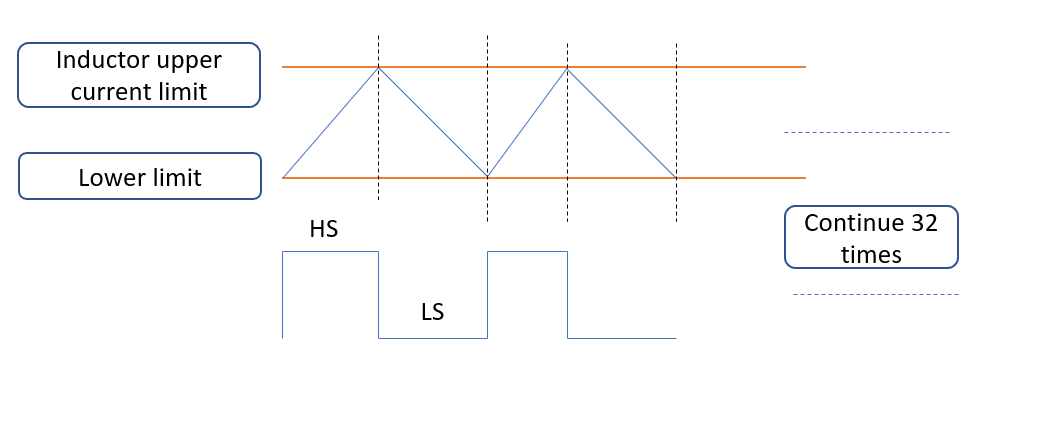 Inductor upper
current limit
Lower limit
HS
LS
Continue 32
times